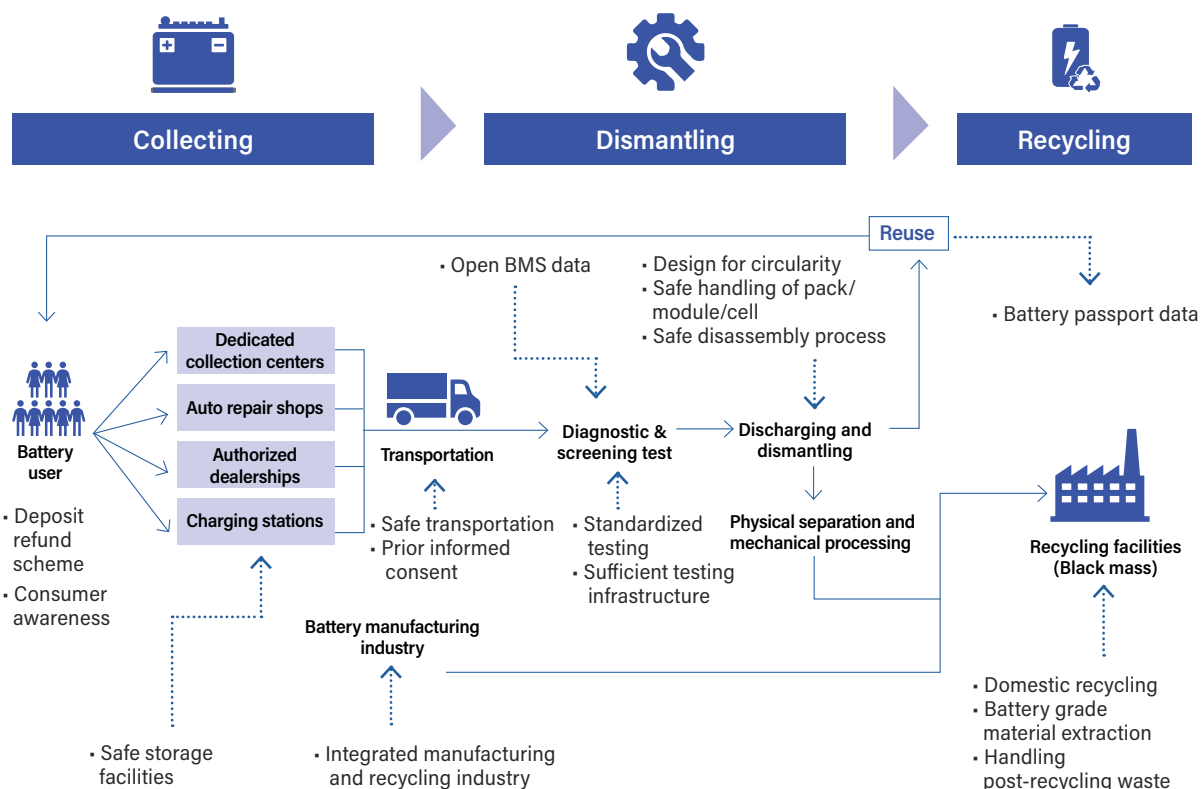 Collecting
Dismantling
Recycling
Reuse
▪ Open BMS data
▪ Design for circularity
▪ Safe handling of pack/
module/cell
▪ Safe disassembly process
▪ Battery passport data
Dedicated
collection centers
Auto repair shops
Authorized
dealerships
Charging stations
Battery
user
▪ Deposit
refund
scheme
▪ Consumer
awareness
Transportation
▪ Safe transportation
▪ Prior informed
consent
Diagnostic &
screening test
▪ Standardized
testing
▪ Sufficient testing
infrastructure
Discharging and
dismantling
Physical separation and
mechanical processing
Recycling facilities
(Black mass)
Battery manufacturing
industry
▪ Safe storage
facilities
▪ Integrated manufacturing
and recycling industry
▪ Domestic recycling
▪ Battery grade
material extraction
▪ Handling
post-recycling waste